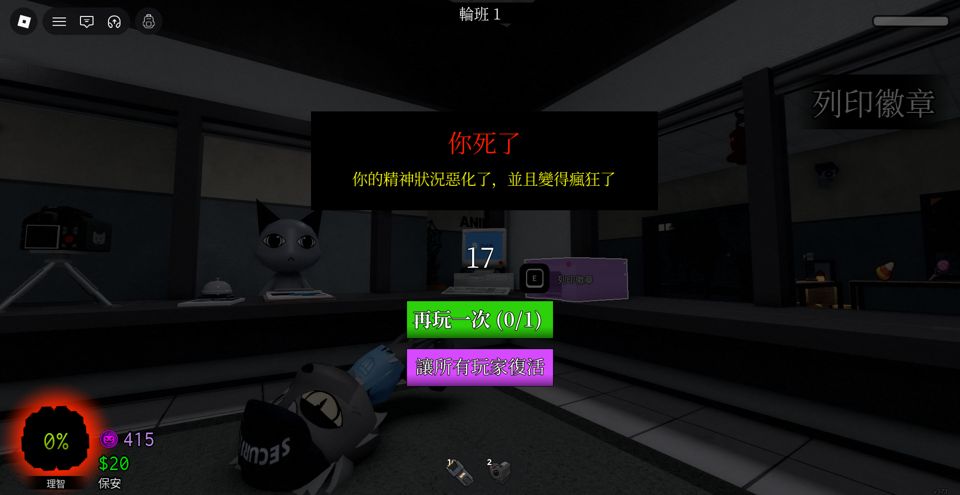 輪班 1
列印徽章
你死了
你的精神狀況惡化了，並且變得瘋狂了
ANI
17
E
列印徽章
再玩一次 (0/1)
讓所有玩家復活
SECURITY
0%
415
$20
理智
保安
1
2